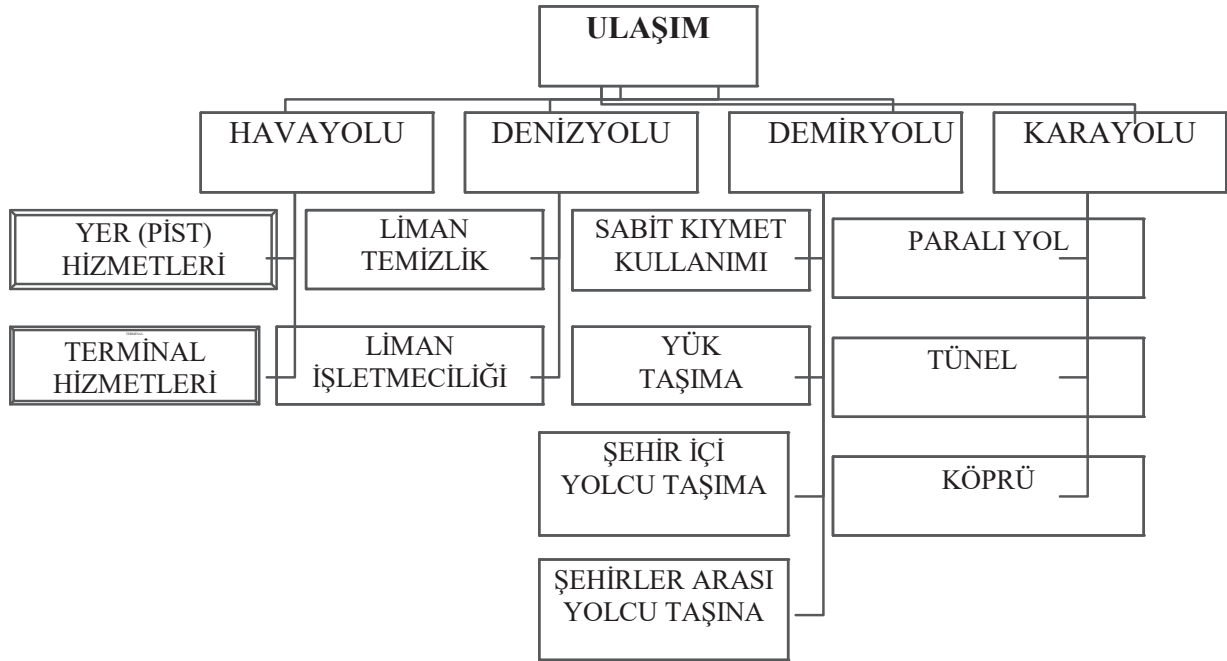 ULAŞIM
HAVAYOLU
DENİZYOLU
DEMİRYOLU
KARAYOLU
YER (PİST)
HİZMETLERİ
LİMAN
TEMİZLİK
SABİT KIYMET
KULLANIMI
PARALI YOL
TERMİNAL
HİZMETLERİ
LİMAN
İŞLETMECİLİĞİ
YÜK
TAŞIMA
TÜNEL
ŞEHİR İÇİ
YOLCU TAŞIMA
KÖPRÜ
ŞEHİRLER ARASI
YOLCU TAŞINA